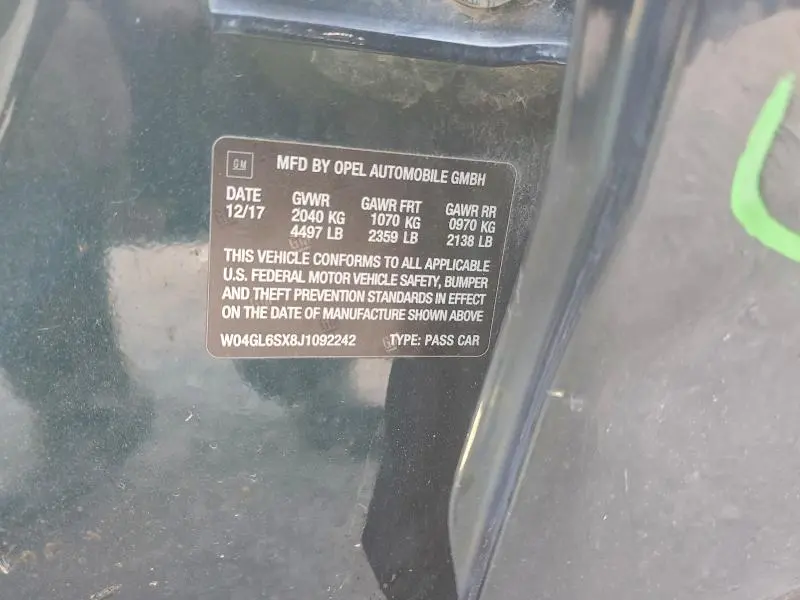 GM
MFD BY OPEL AUTOMOBILE GMBH
DATE GVWR GAWR FRT GAWR RR
12/17 2040 KG 1070 KG 0970 KG
4497 LB 2359 LB 2138 LB
THIS VEHICLE CONFORMS TO ALL APPLICABLE
U.S. FEDERAL MOTOR VEHICLE SAFETY, BUMPER
AND THEFT PREVENTION STANDARDS IN EFFECT
ON THE DATE OF MANUFACTURE SHOWN ABOVE
W04GL6SX8J1092242 TYPE: PASS CAR